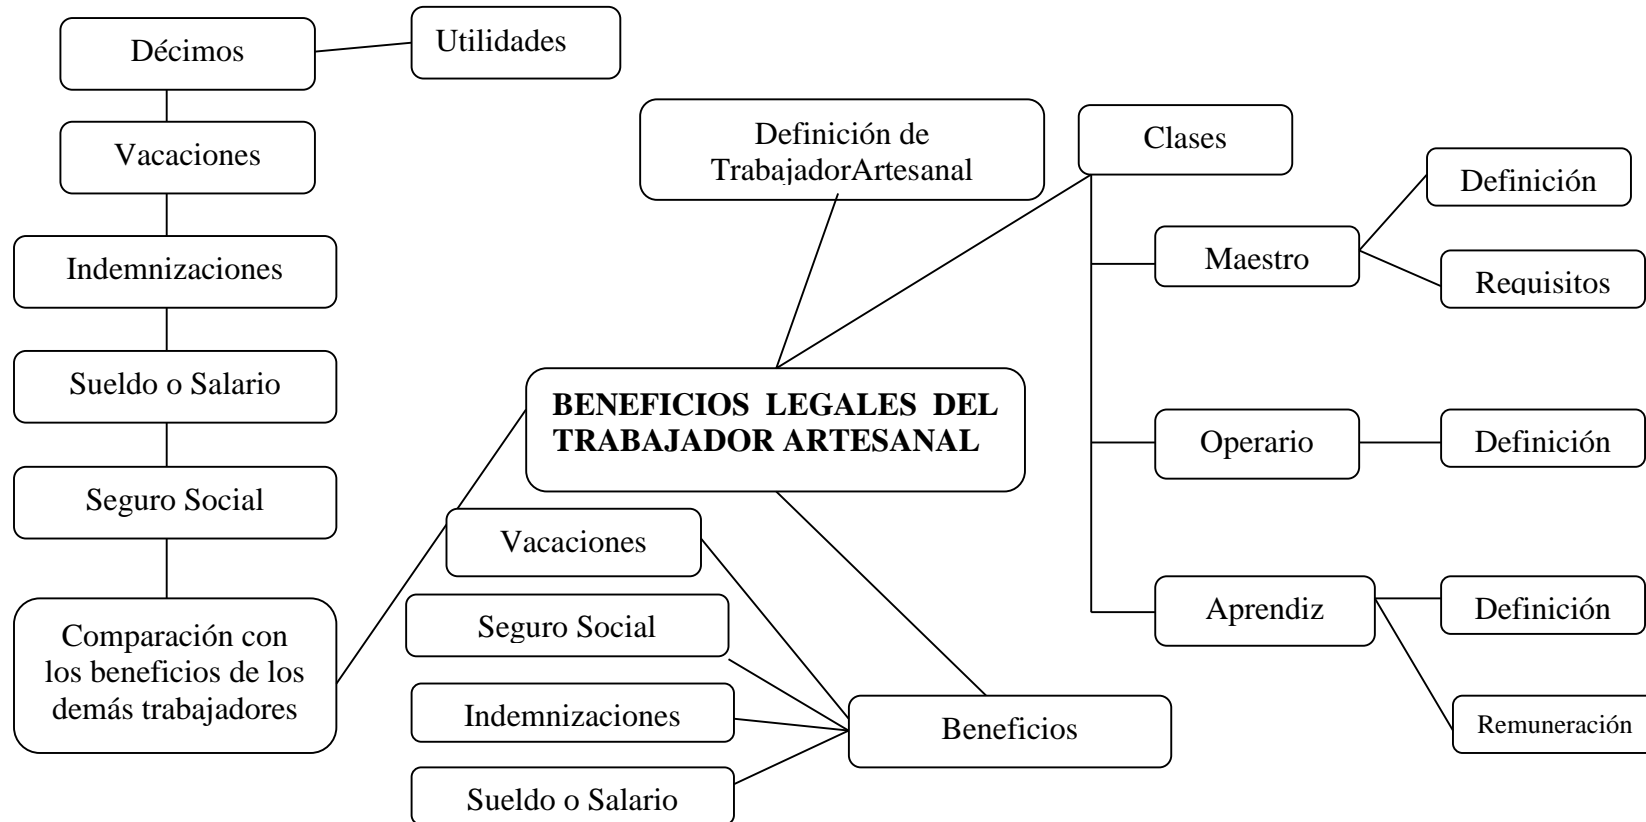 Décimos
Utilidades
Vacaciones
Indemnizaciones
Sueldo o Salario
Seguro Social
Comparación con
los beneficios de los
demás trabajadores
Definición de
TrabajadorArtesanal
Clases
Maestro
Definición
Requisitos
Operario
Definición
Aprendiz
Definición
Remuneración
BENEFICIOS LEGALES DEL
TRABAJADOR ARTESANAL
Vacaciones
Seguro Social
Indemnizaciones
Sueldo o Salario
Beneficios